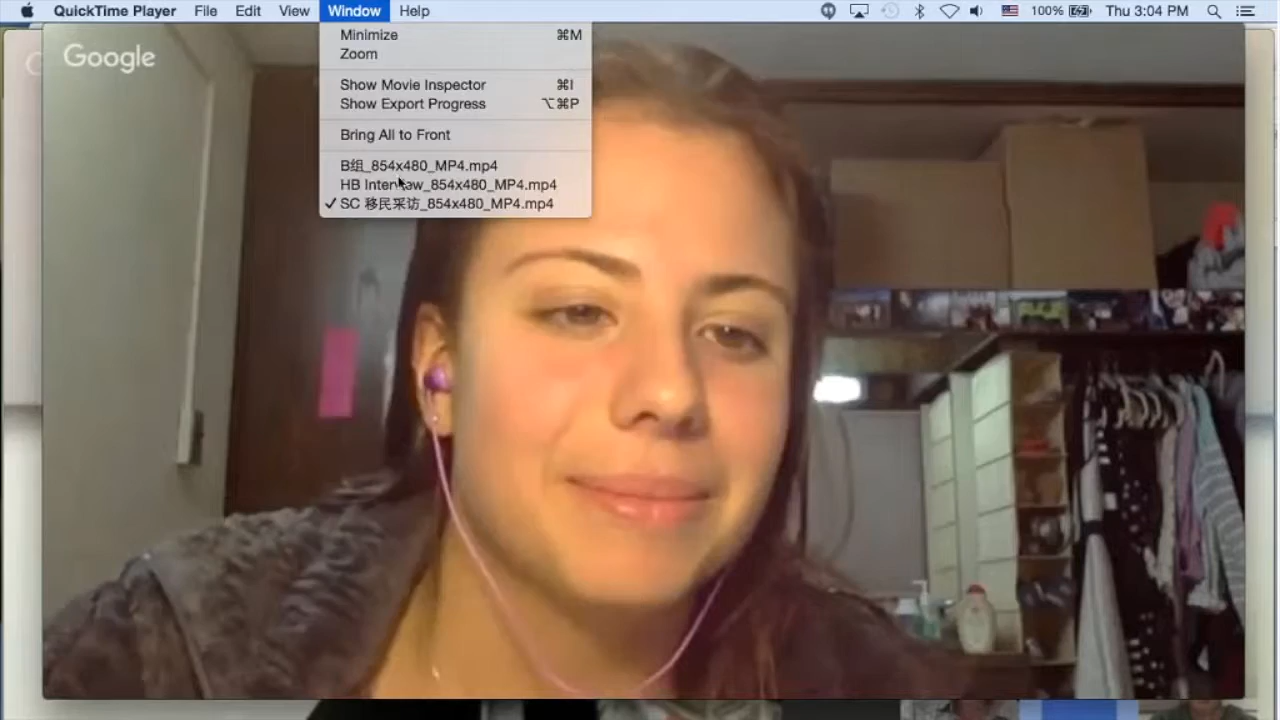 QuickTime Player File Edit View Window Help 100% Thu 3:04 PM
Google
Minimize ⌘M
Zoom
Show Movie Inspector ⌘I
Show Export Progress ⌥⌘P
Bring All to Front
B组_854x480_MP4.mp4
HB _854x480_MP4.mp4
✓ SC 移民采访_854x480_MP4.mp4